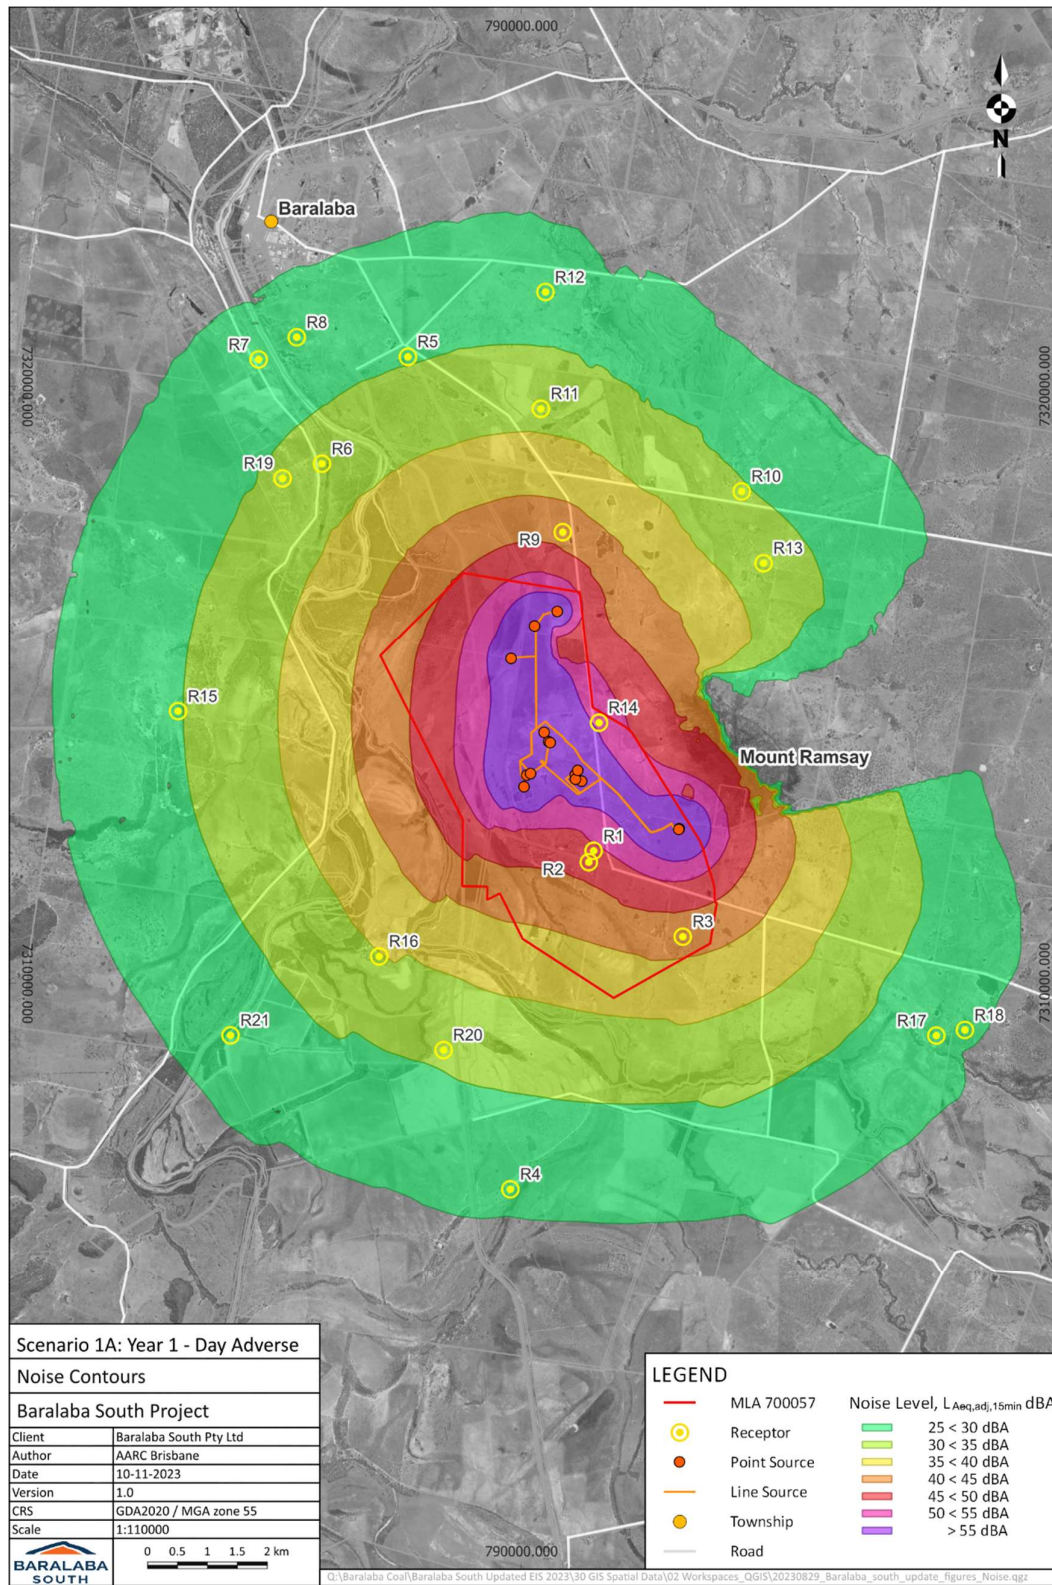 790000.000
N
Baralaba
R12
R8
R7
R5
7320000.000
7320000.000
R11
R6
R19
R10
R9
R13
R15
R14
Mount Ramsay
R1
R2
R3
R16
7310000.000
7310000.000
R21
R20
R17
R18
R4
Scenario 1A: Year 1 - Day Adverse
Noise Contours
Baralaba South Project
Client Baralaba South Pty Ltd
Author AARC Brisbane
Date 10-11-2023
Version 1.0
CRS GDA2020 / MGA zone 55
Scale 1:110000
BARALABA
SOUTH
0 0.5 1 1.5 2 km
790000.000
LEGEND
MLA 700057
Receptor
Point Source
Line Source
Township
Road
Noise Level, LAeq,adj,15min dBA
25 < 30 dBA
30 < 35 dBA
35 < 40 dBA
40 < 45 dBA
45 < 50 dBA
50 < 55 dBA
> 55 dBA
Q:\Baralaba Coal\Baralaba South Updated EIS 2023\30 GIS Spatial Data\02 Workspaces_QGIS\20230829_Baralaba_south_update_figures_Noise.qgz